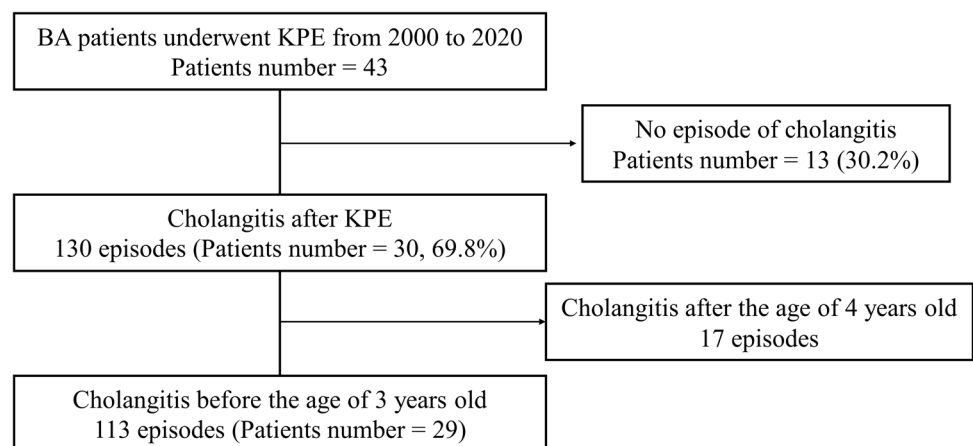 BA patients underwent KPE from 2000 to 2020
Patients number = 43
No episode of cholangitis
Patients number = 13 (30.2%)
Cholangitis after KPE
130 episodes (Patients number = 30, 69.8%)
Cholangitis after the age of 4 years old
17 episodes
Cholangitis before the age of 3 years old
113 episodes (Patients number = 29)